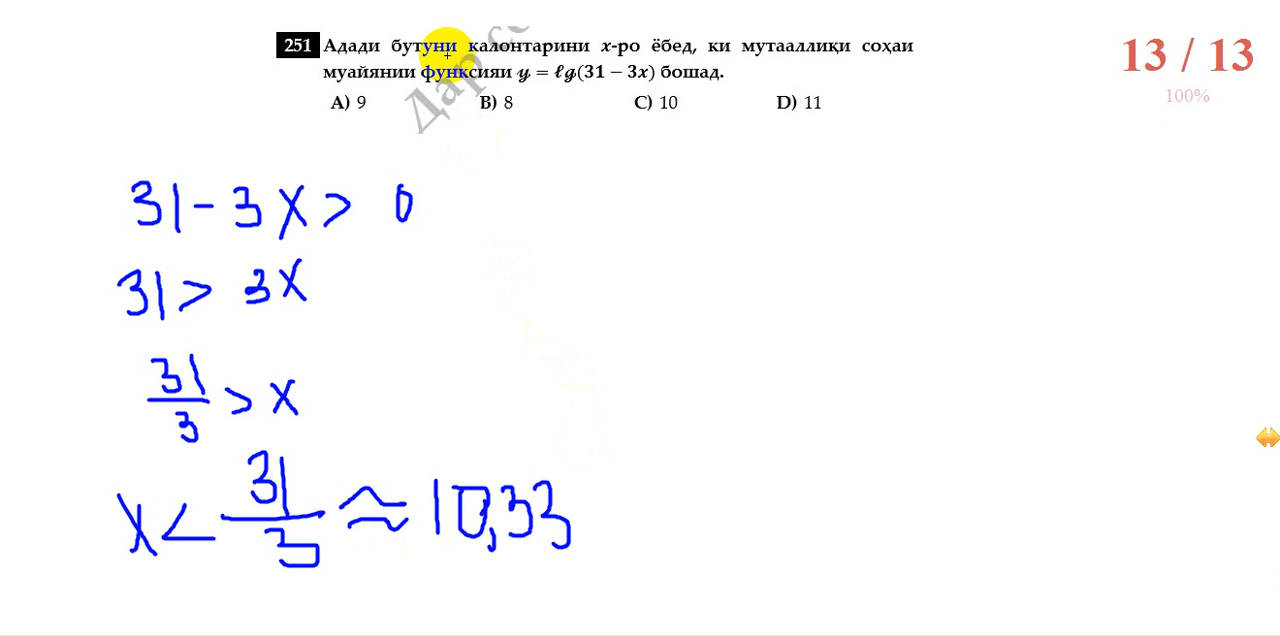 251 Адади бутуни калонтарини x-ро ёбед, ки мутааллиқи соҳаи
муайянии функсияи y = ℓg(31 − 3x) бошад.
A) 9 B) 8 C) 10 D) 11
13 / 13
100%
31 - 3x > 0
31 > 3x
31/3 > x
x < 31/3 ≈ 10,33